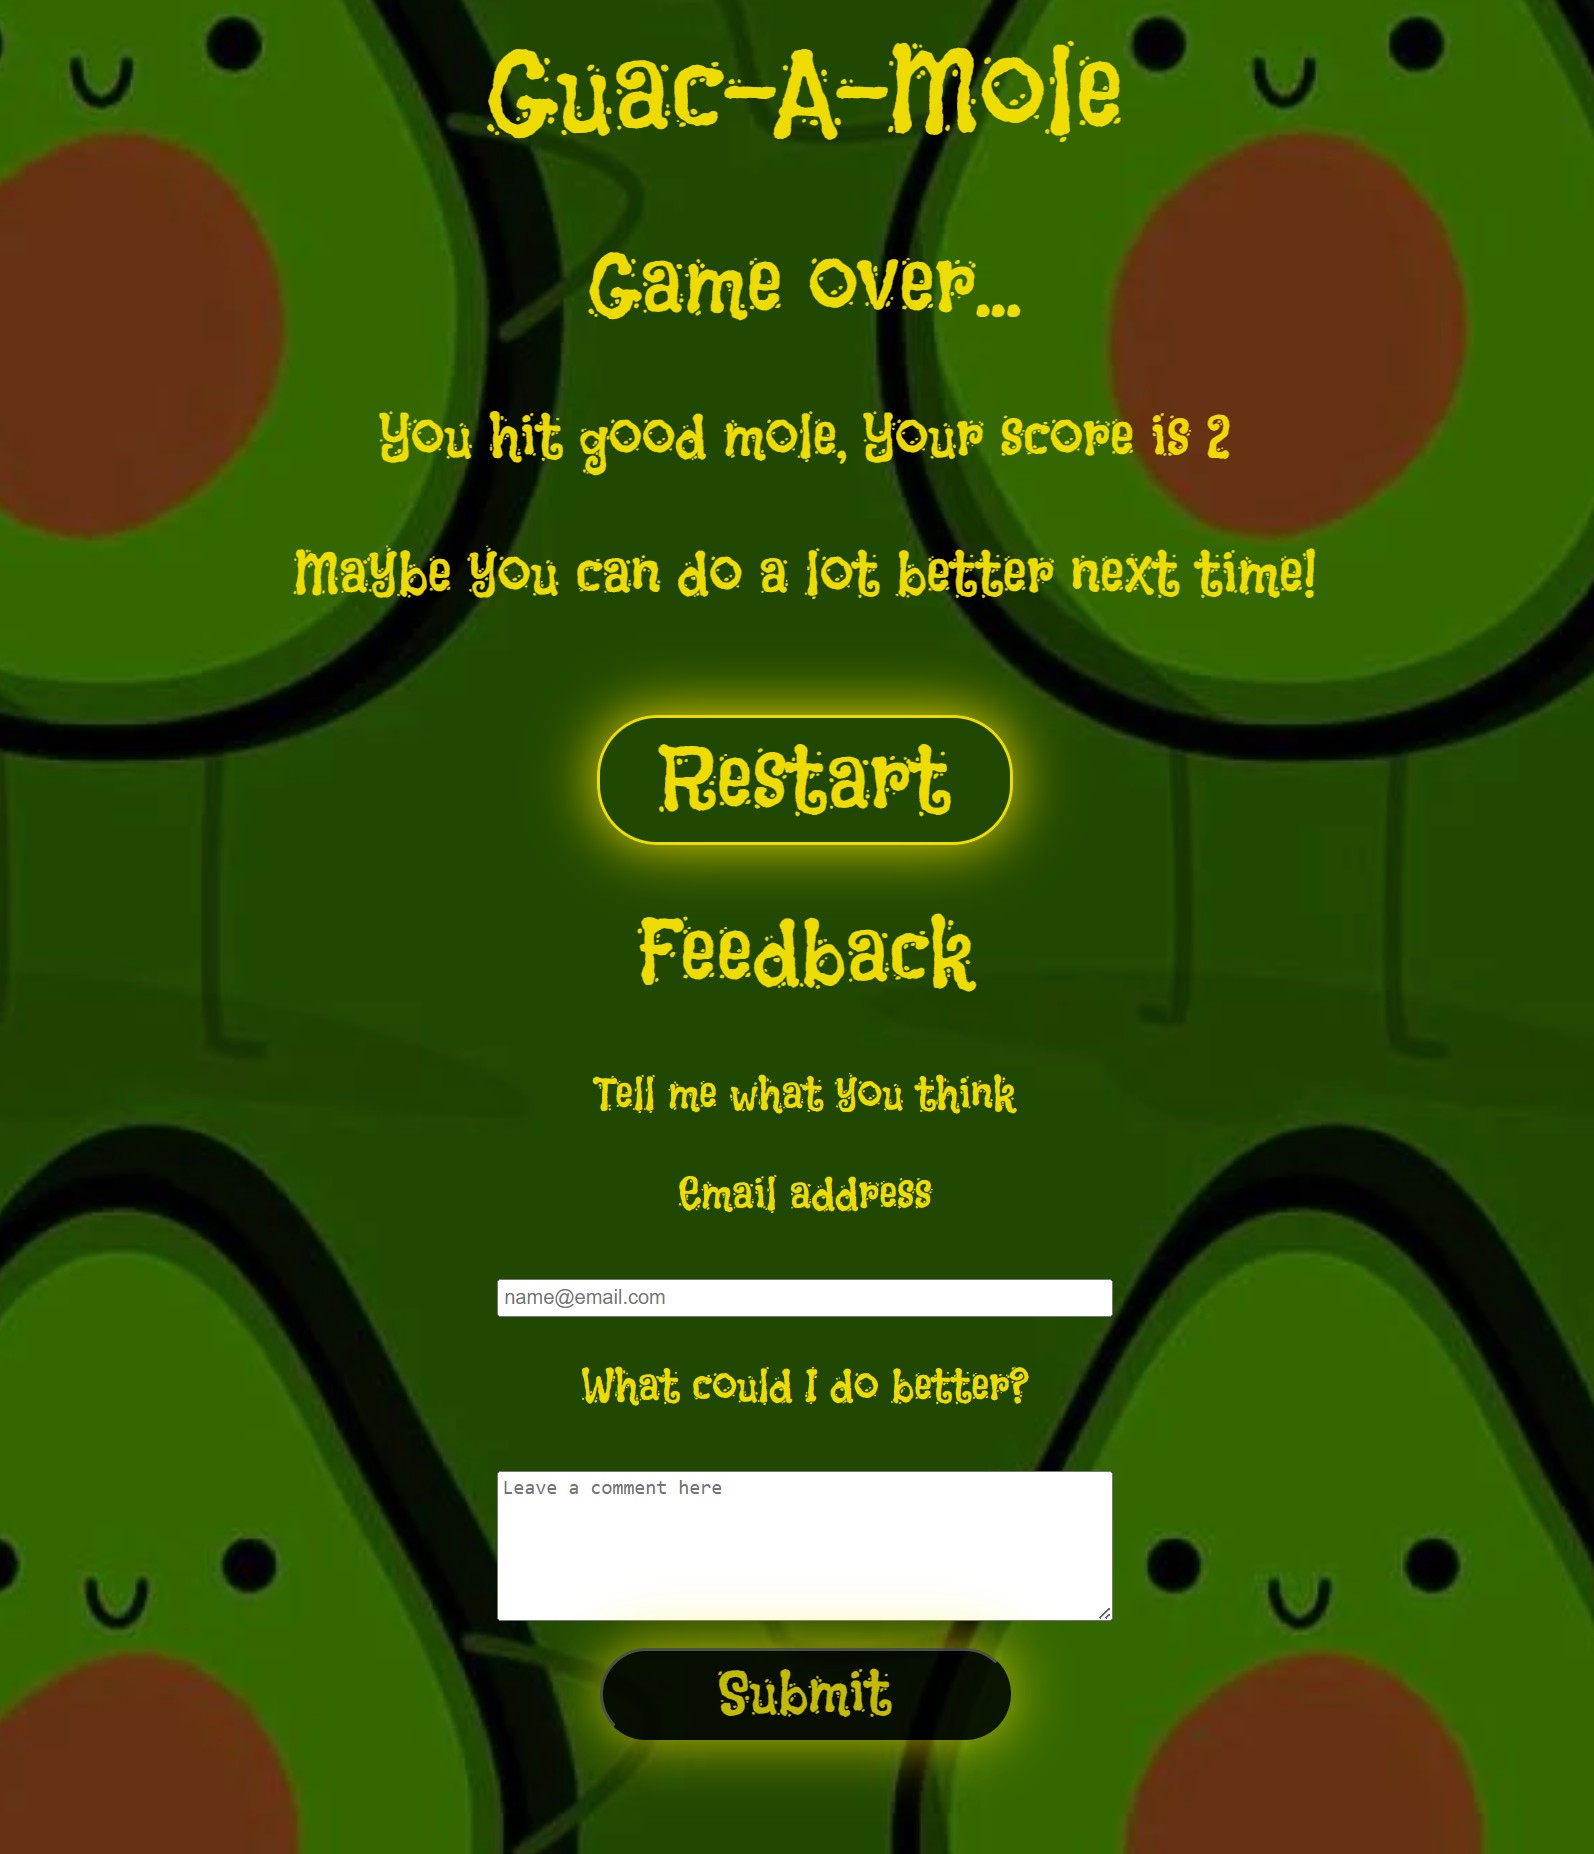 Guac-A-Mole
Game over...
You hit good mole, Your score is 2
Maybe you can do a lot better next time!
Restart
Feedback
Tell me what you think
Email address
name@email.com
What could I do better?
Leave a comment here
Submit